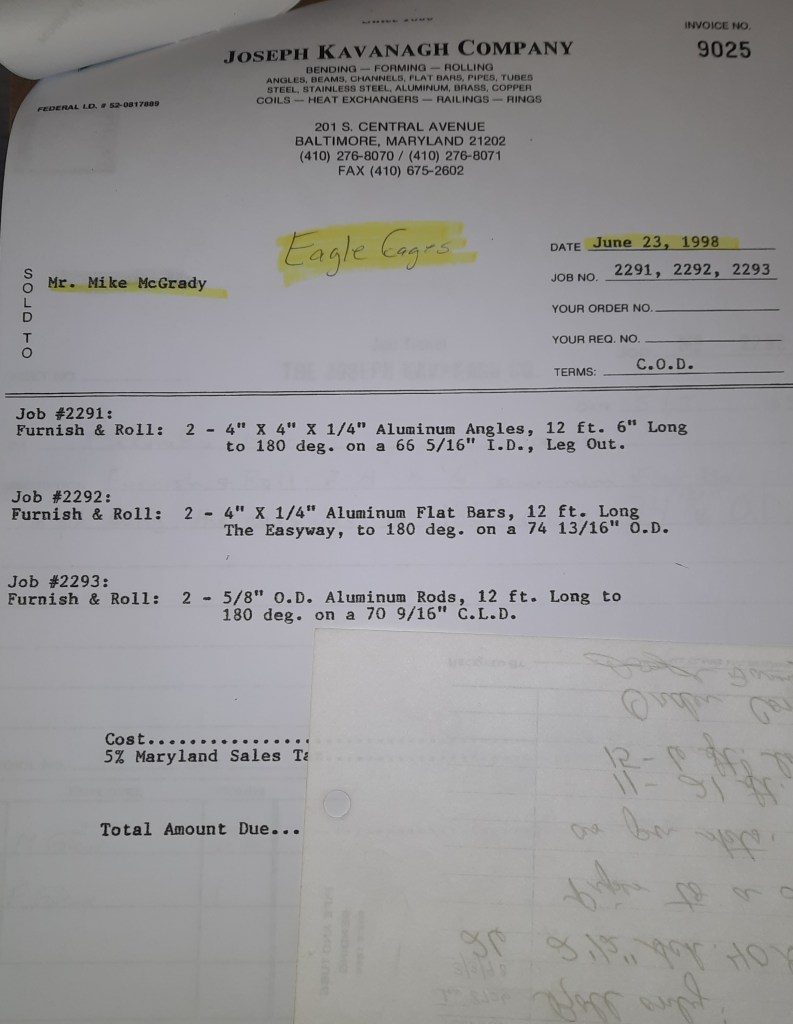 INVOICE NO.
JOSEPH KAVANAGH COMPANY
9025
BENDING — FORMING — ROLLING
ANGLES, BEAMS, CHANNELS, FLAT BARS, PIPES, TUBES
STEEL, STAINLESS STEEL, ALUMINUM, BRASS, COPPER
COILS — HEAT EXCHANGERS — RAILINGS — RINGS
FEDERAL I.D. # 52-0817889
201 S. CENTRAL AVENUE
BALTIMORE, MARYLAND 21202
(410) 276-8070 / (410) 276-8071
FAX (410) 675-2602
Eagle Cages
DATE June 23, 1998
SOLD TO
Mr. Mike McGrady
JOB NO. 2291, 2292, 2293
YOUR ORDER NO.
YOUR REQ. NO.
TERMS: C.O.D.
Job #2291:
Furnish & Roll: 2 - 4" X 4" X 1/4" Aluminum Angles, 12 ft. 6" Long
to 180 deg. on a 66 5/16" I.D., Leg Out.
Job #2292:
Furnish & Roll: 2 - 4" X 1/4" Aluminum Flat Bars, 12 ft. Long
The Easyway, to 180 deg. on a 74 13/16" O.D.
Job #2293:
Furnish & Roll: 2 - 5/8" O.D. Aluminum Rods, 12 ft. Long to
180 deg. on a 70 9/16" C.L.D.
Cost................
5% Maryland Sales Ta
Total Amount Due...